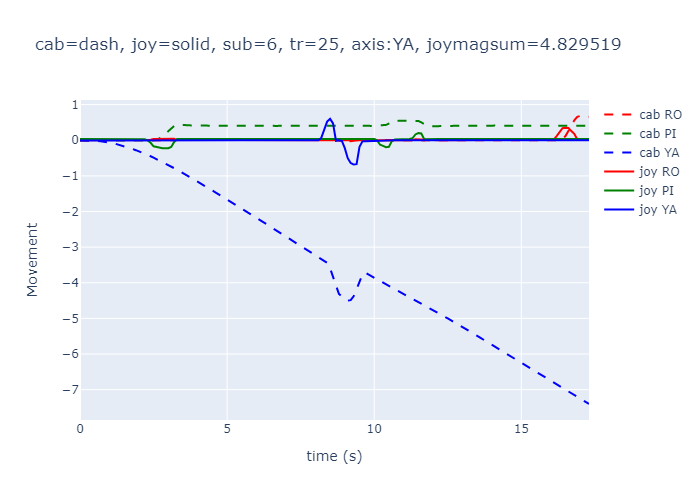 cab=dash, joy=solid, sub=6, tr=25, axis:YA, joymagsum=4.829519
1
0
−1
−2
−3
−4
−5
−6
−7
Movement
0
5
10
15
time (s)
cab RO
cab PI
cab YA
joy RO
joy PI
joy YA